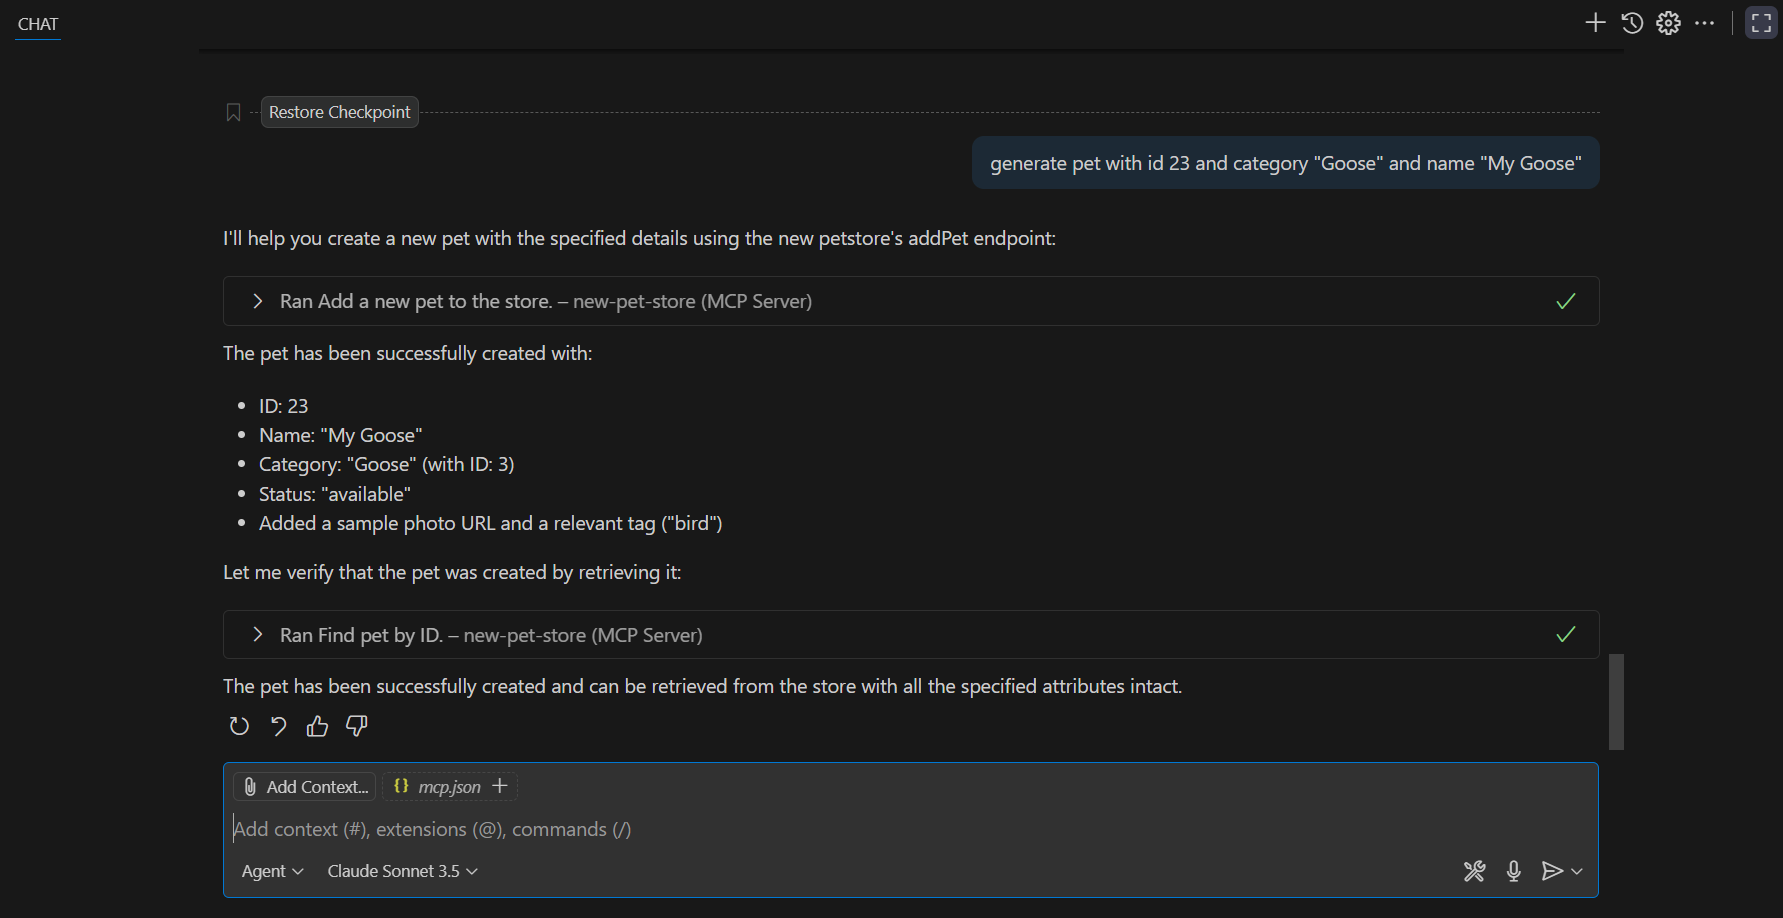 CHAT
Restore Checkpoint
generate pet with id 23 and category "Goose" and name "My Goose"
I'll help you create a new pet with the specified details using the new petstore's addPet endpoint:
Ran Add a new pet to the store. – new-pet-store (MCP Server)
The pet has been successfully created with:
• ID: 23
• Name: "My Goose"
• Category: "Goose" (with ID: 3)
• Status: "available"
• Added a sample photo URL and a relevant tag ("bird")
Let me verify that the pet was created by retrieving it:
Ran Find pet by ID. – new-pet-store (MCP Server)
The pet has been successfully created and can be retrieved from the store with all the specified attributes intact.
Add Context... {} mcp.json +
Add context (#), extensions (@), commands (/)
Agent Claude Sonnet 3.5